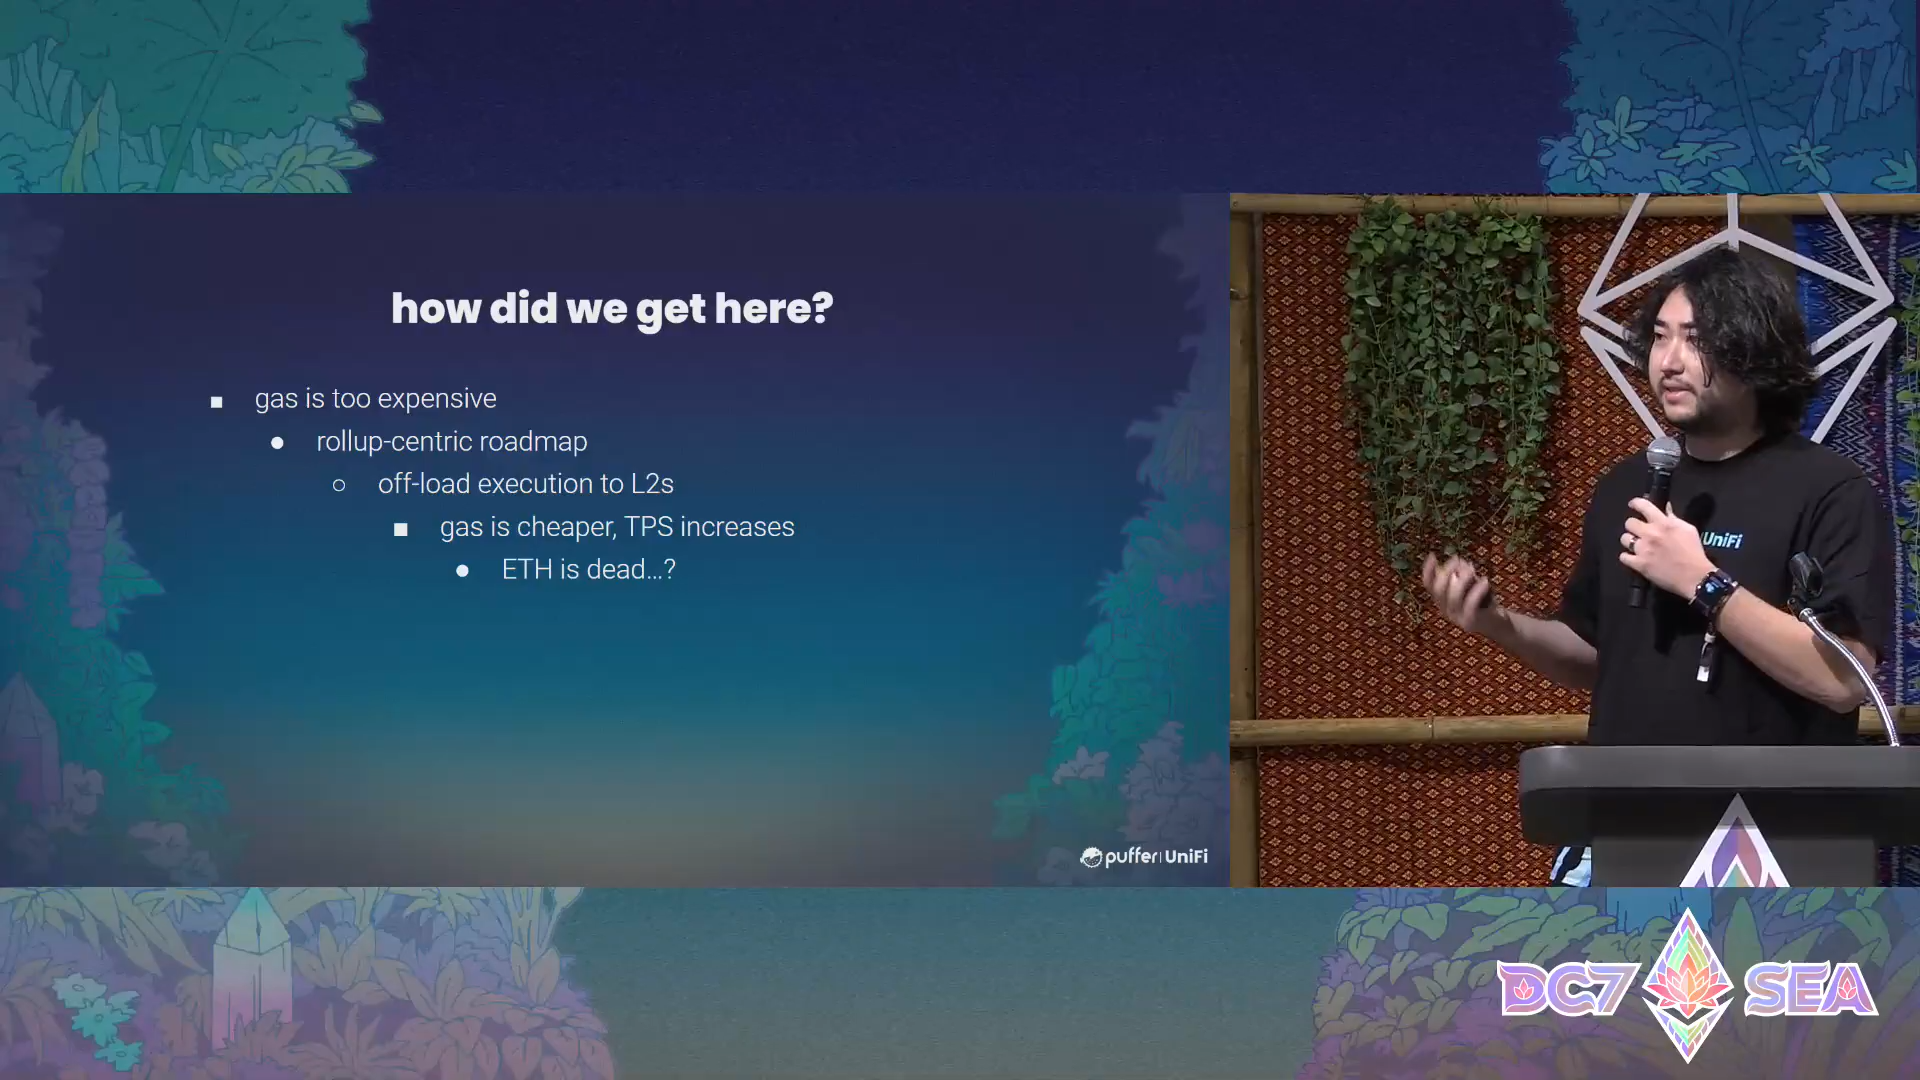 how did we get here?
gas is too expensive
rollup-centric roadmap
off-load execution to L2s
gas is cheaper, TPS increases
ETH is dead...?
puffer UniFi
UniFi
DC7 SEA